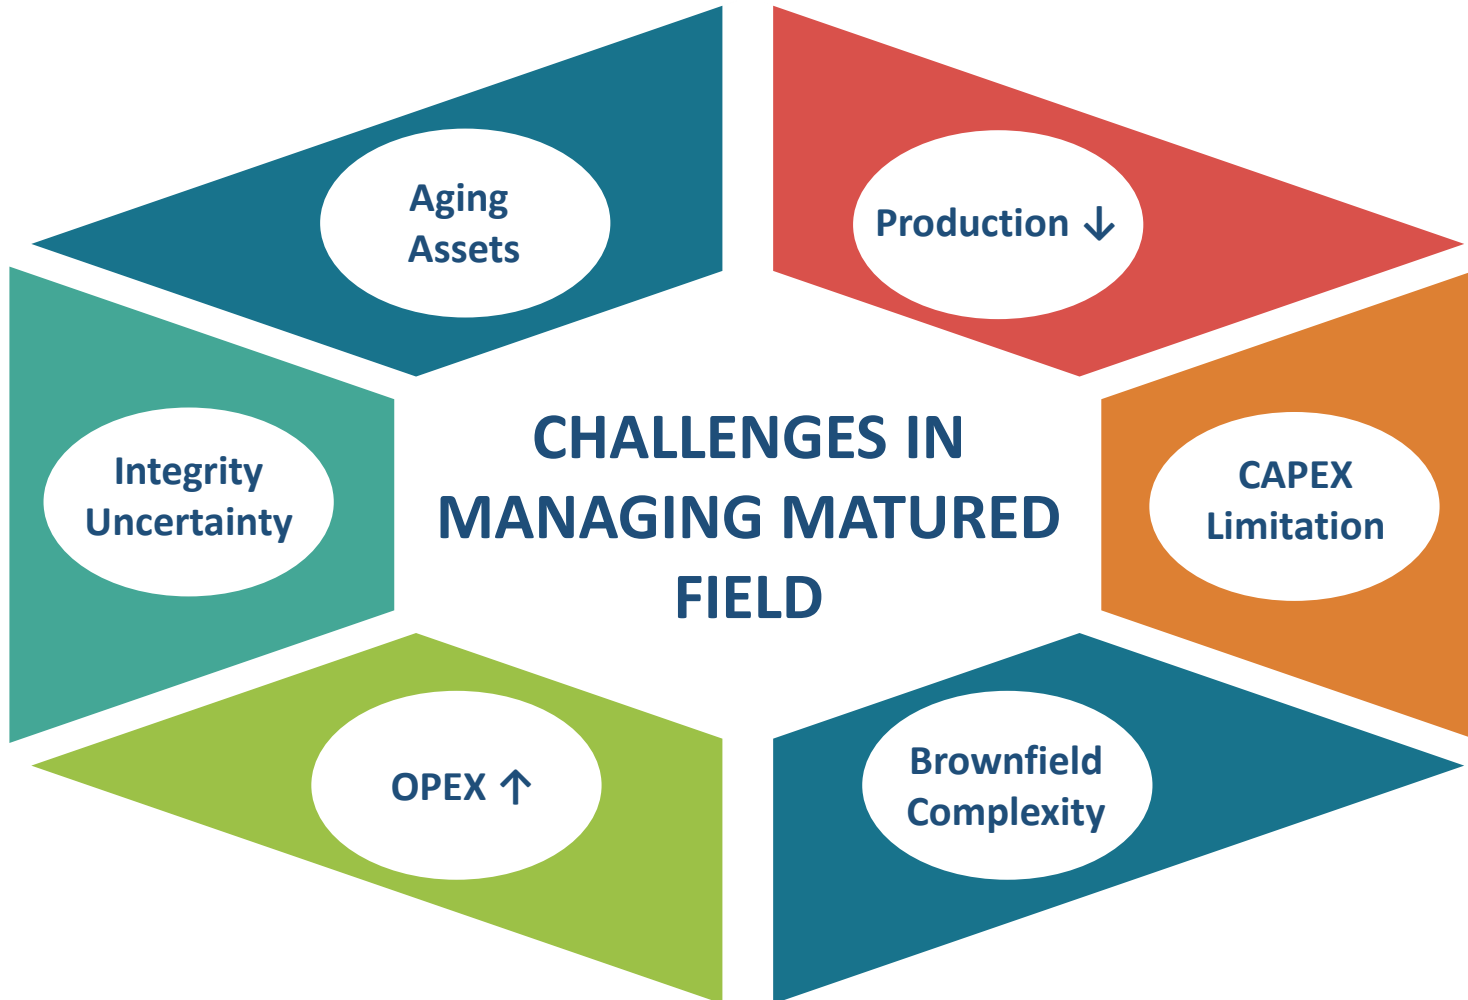 Aging
Assets
Production ↓
Integrity
Uncertainty
CHALLENGES IN
MANAGING MATURED
FIELD
CAPEX
Limitation
OPEX ↑
Brownfield
Complexity